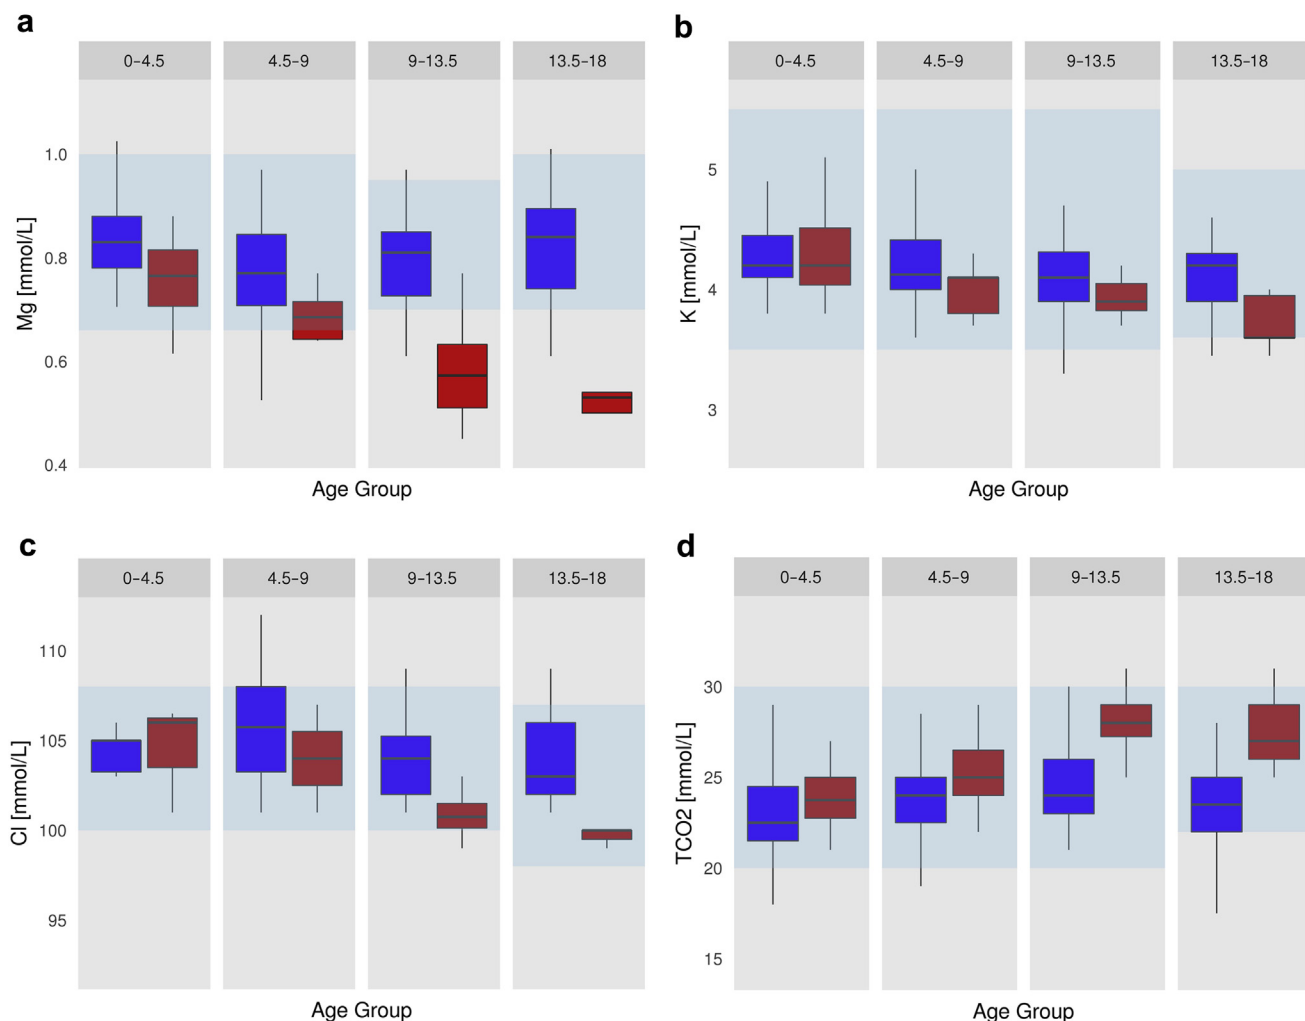 a
0-4.5 4.5-9 9-13.5 13.5-18
1.0
0.8
0.6
0.4
Mg [mmol/L]
Age Group
b
0-4.5 4.5-9 9-13.5 13.5-18
5
4
3
K [mmol/L]
Age Group
c
0-4.5 4.5-9 9-13.5 13.5-18
110
105
100
95
Cl [mmol/L]
Age Group
d
0-4.5 4.5-9 9-13.5 13.5-18
30
25
20
15
TCO2 [mmol/L]
Age Group